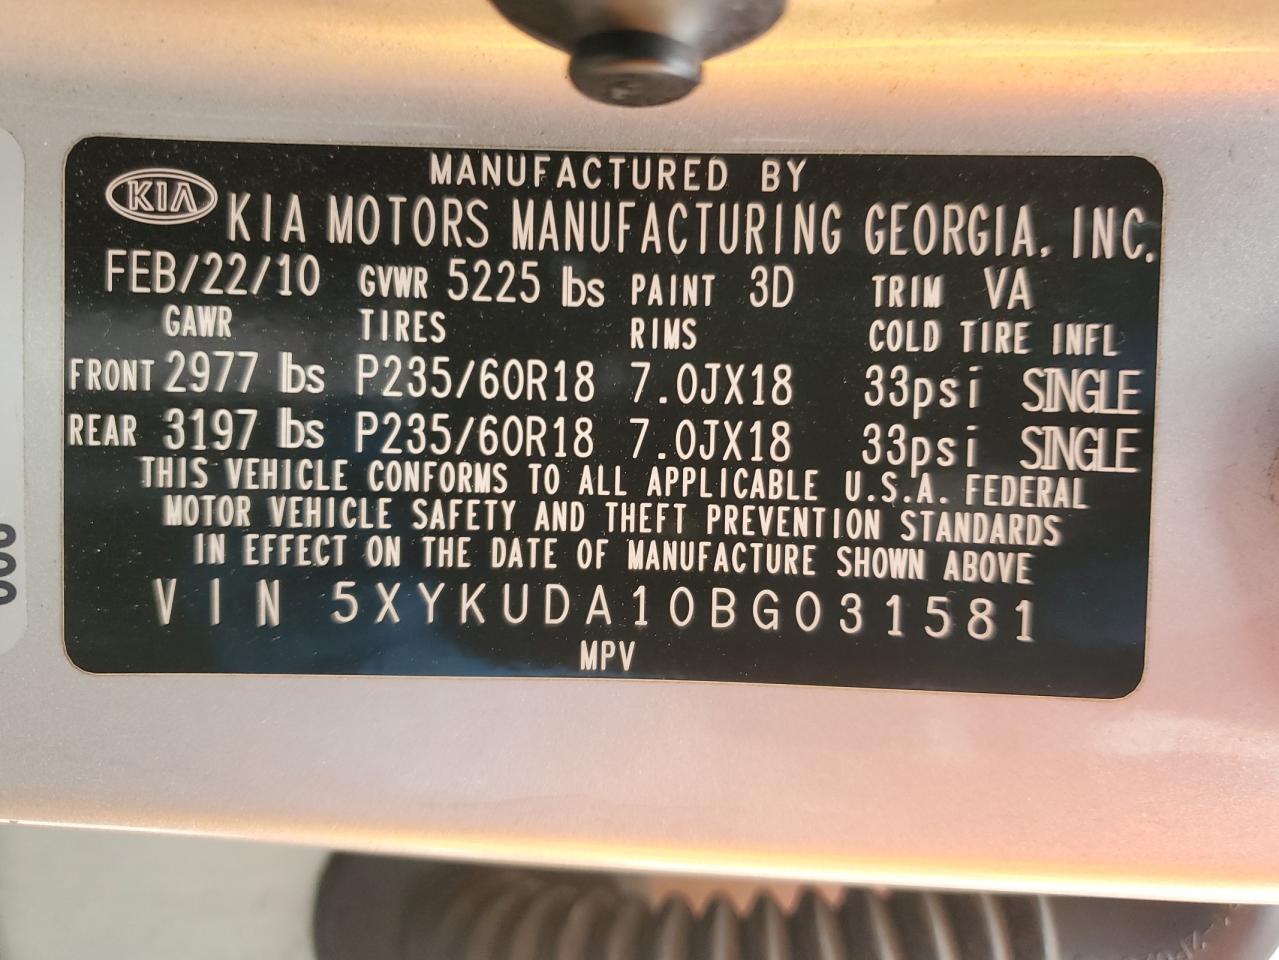 MANUFACTURED BY
KIA KIA MOTORS MANUFACTURING GEORGIA, INC.
FEB/22/10 GVWR 5225 lbs PAINT 3D TRIM VA
GAWR TIRES RIMS COLD TIRE INFL
FRONT 2977 lbs P235/60R18 7.0JX18 33psi SINGLE
REAR 3197 lbs P235/60R18 7.0JX18 33psi SINGLE
THIS VEHICLE CONFORMS TO ALL APPLICABLE U.S.A. FEDERAL
MOTOR VEHICLE SAFETY AND THEFT PREVENTION STANDARDS
IN EFFECT ON THE DATE OF MANUFACTURE SHOWN ABOVE
VIN 5XYKUDA10BG031581
MPV